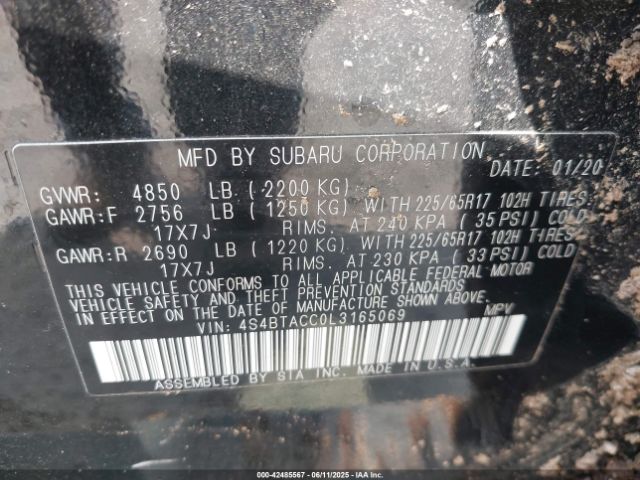 MFD BY SUBARU CORPORATION DATE: 01/20
GVWR: 4850 LB (2200 KG)
GAWR:F 2756 LB (1250 KG) WITH 225/65R17 102H TIRES,
17X7J RIMS, AT 240 KPA (35 PSI) COLD
GAWR:R 2690 LB (1220 KG) WITH 225/65R17 102H TIRES,
17X7J RIMS, AT 230 KPA (33 PSI) COLD
THIS VEHICLE CONFORMS TO ALL APPLICABLE FEDERAL MOTOR
VEHICLE SAFETY AND THEFT PREVENTION STANDARDS
IN EFFECT ON THE DATE OF MANUFACTURE SHOWN ABOVE.
VIN: 4S4BTACC0L3165069 MPV
ASSEMBLED BY SIA INC. MADE IN U.S.A.
000-42485567 - 06/11/2025 - IAAI.COM